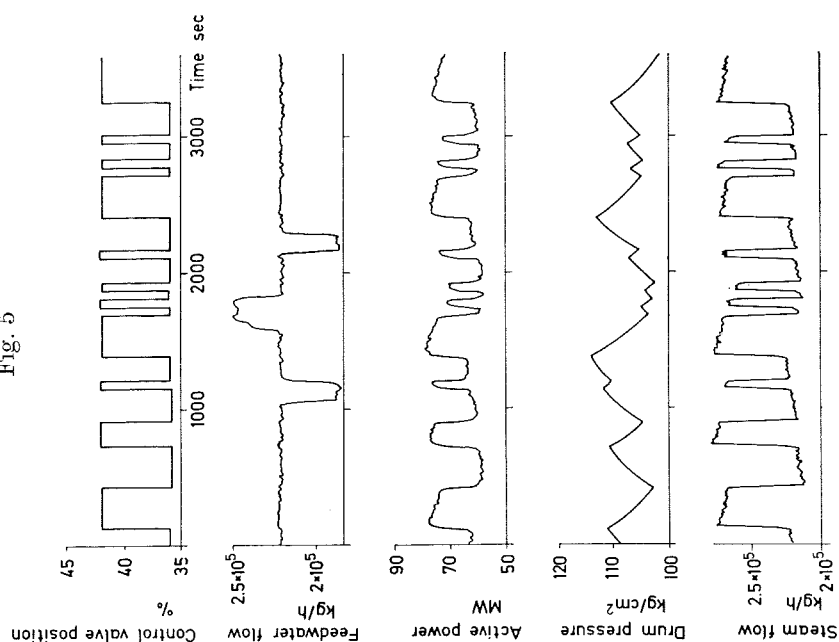 Fig. 5
Control valve position
%
45
40
35
1000
2000
3000
Time sec
Feedwater flow
kg/h
2.5*10⁵
2*10⁵
Active power
MW
90
70
50
Drum pressure
kg/cm²
120
110
100
Steam flow
kg/h
2.5*10⁵
2*10⁵